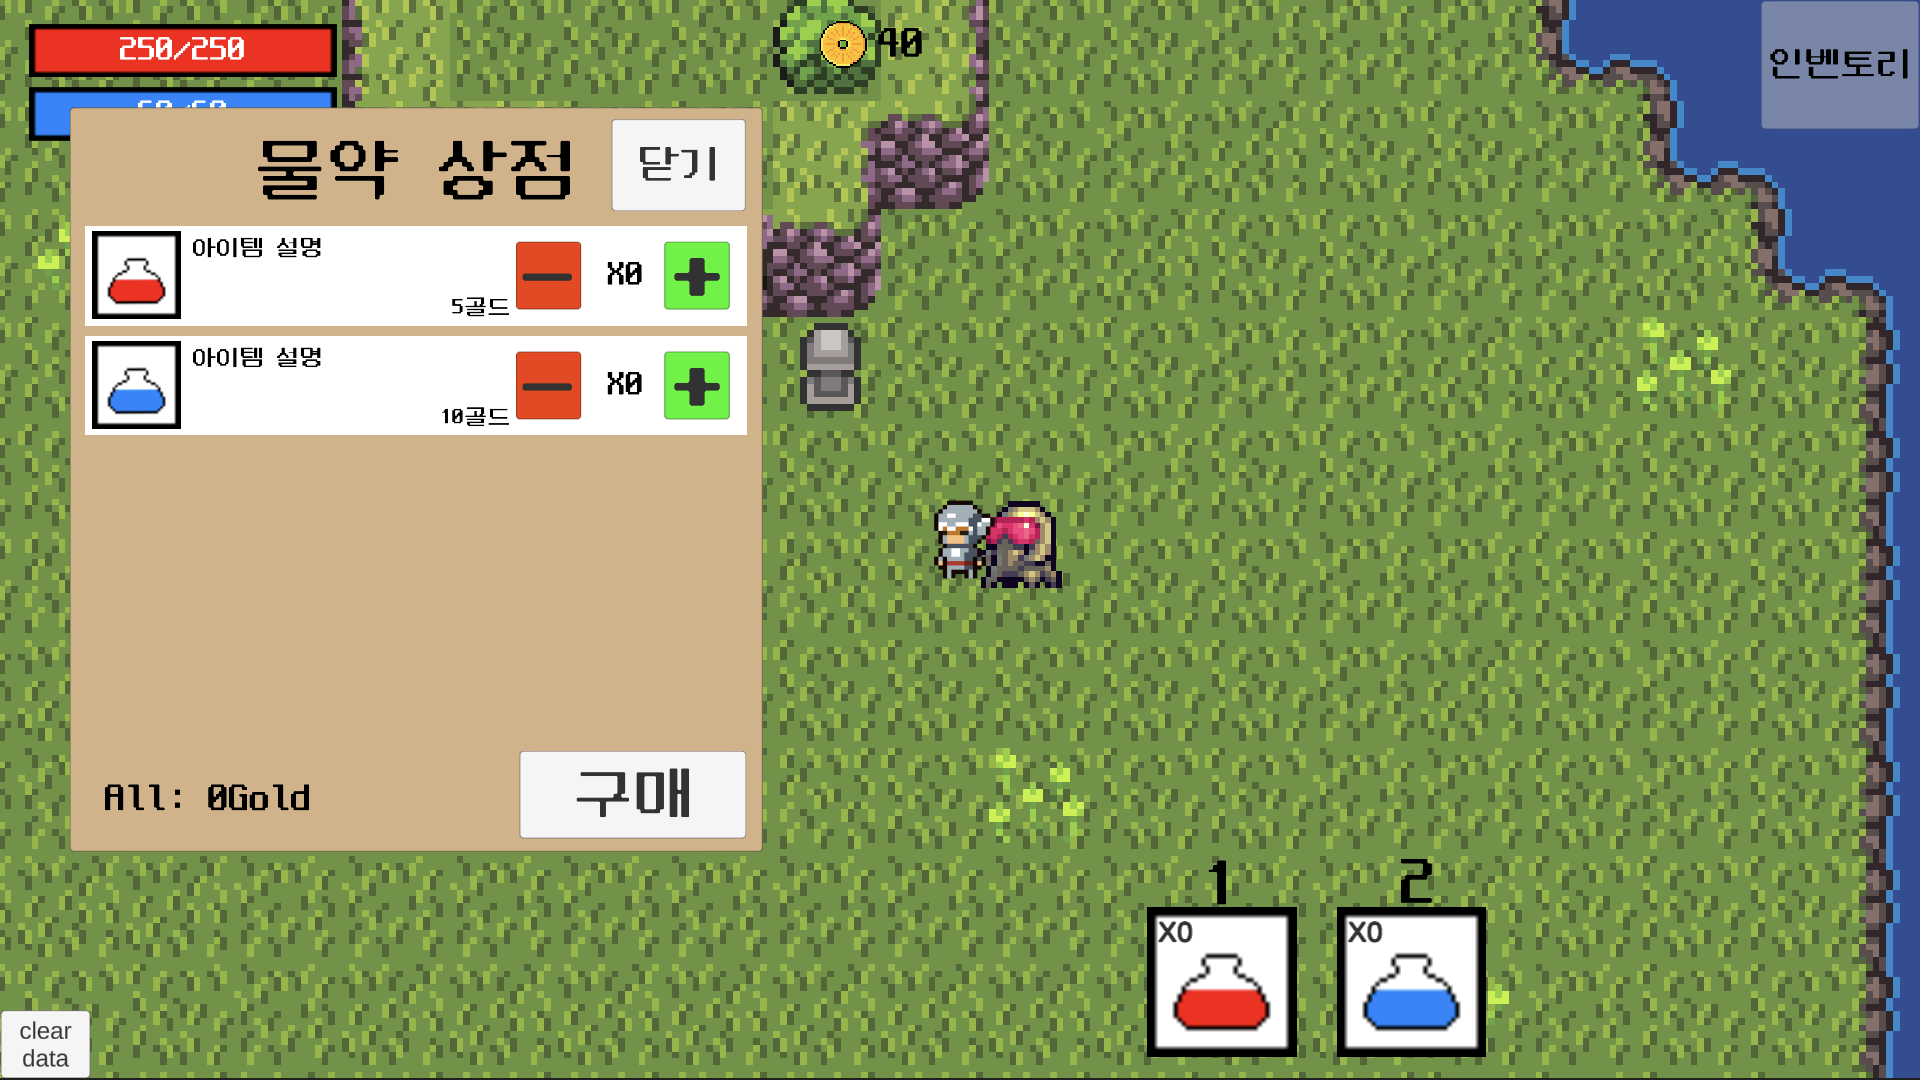 250/250
40
인벤토리
물약 상점
닫기
아이템 설명
X0
5골드
아이템 설명
X0
10골드
All: 0Gold
구매
1
2
X0
X0
clear
data